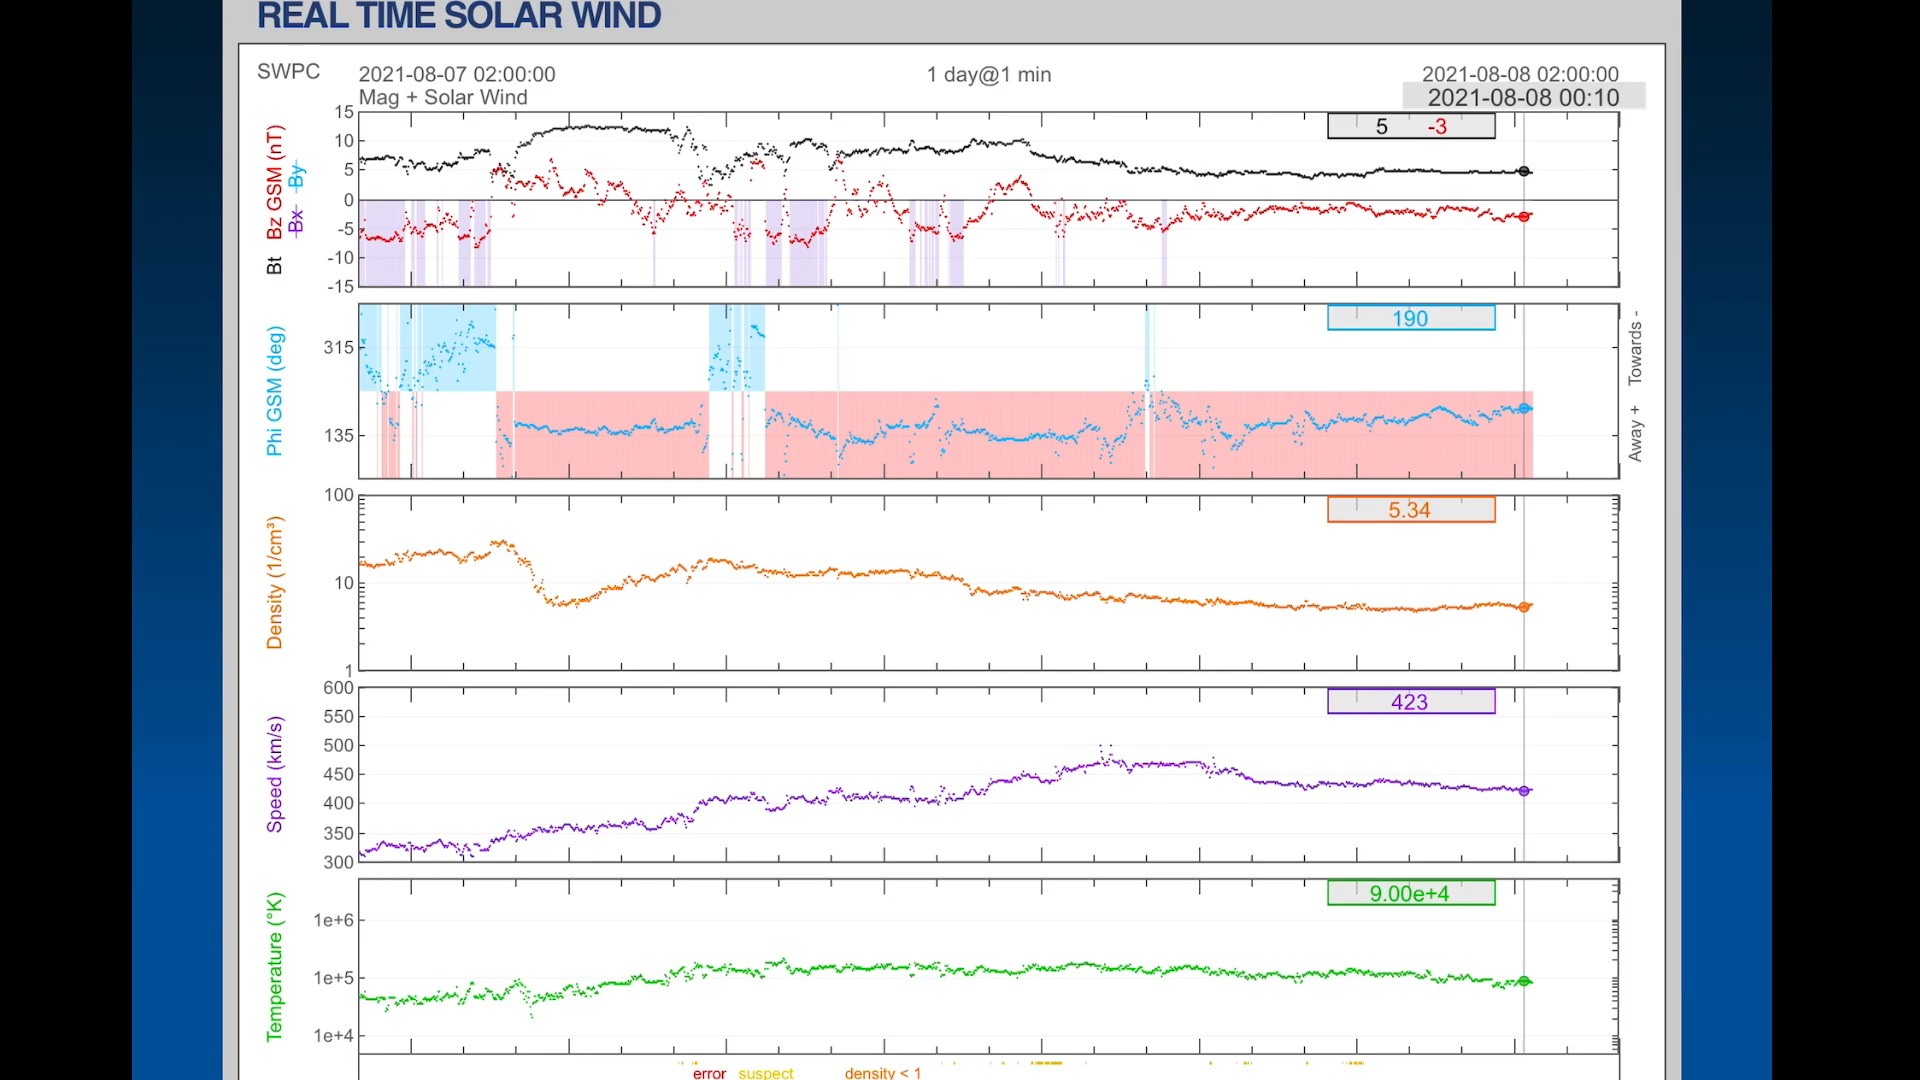 REAL TIME SOLAR WIND
SWPC
2021-08-07 02:00:00
1 day@1 min
2021-08-08 02:00:00
Mag + Solar Wind
2021-08-08 00:10
Bt Bz GSM (nT)
Bx By
15
10
5
0
-5
-10
-15
5 -3
Phi GSM (deg)
315
135
190
Away + Towards -
Density (1/cm³)
100
10
1
5.34
Speed (km/s)
600
550
500
450
400
350
300
423
Temperature (°K)
1e+6
1e+5
1e+4
9.00e+4
error suspect density < 1